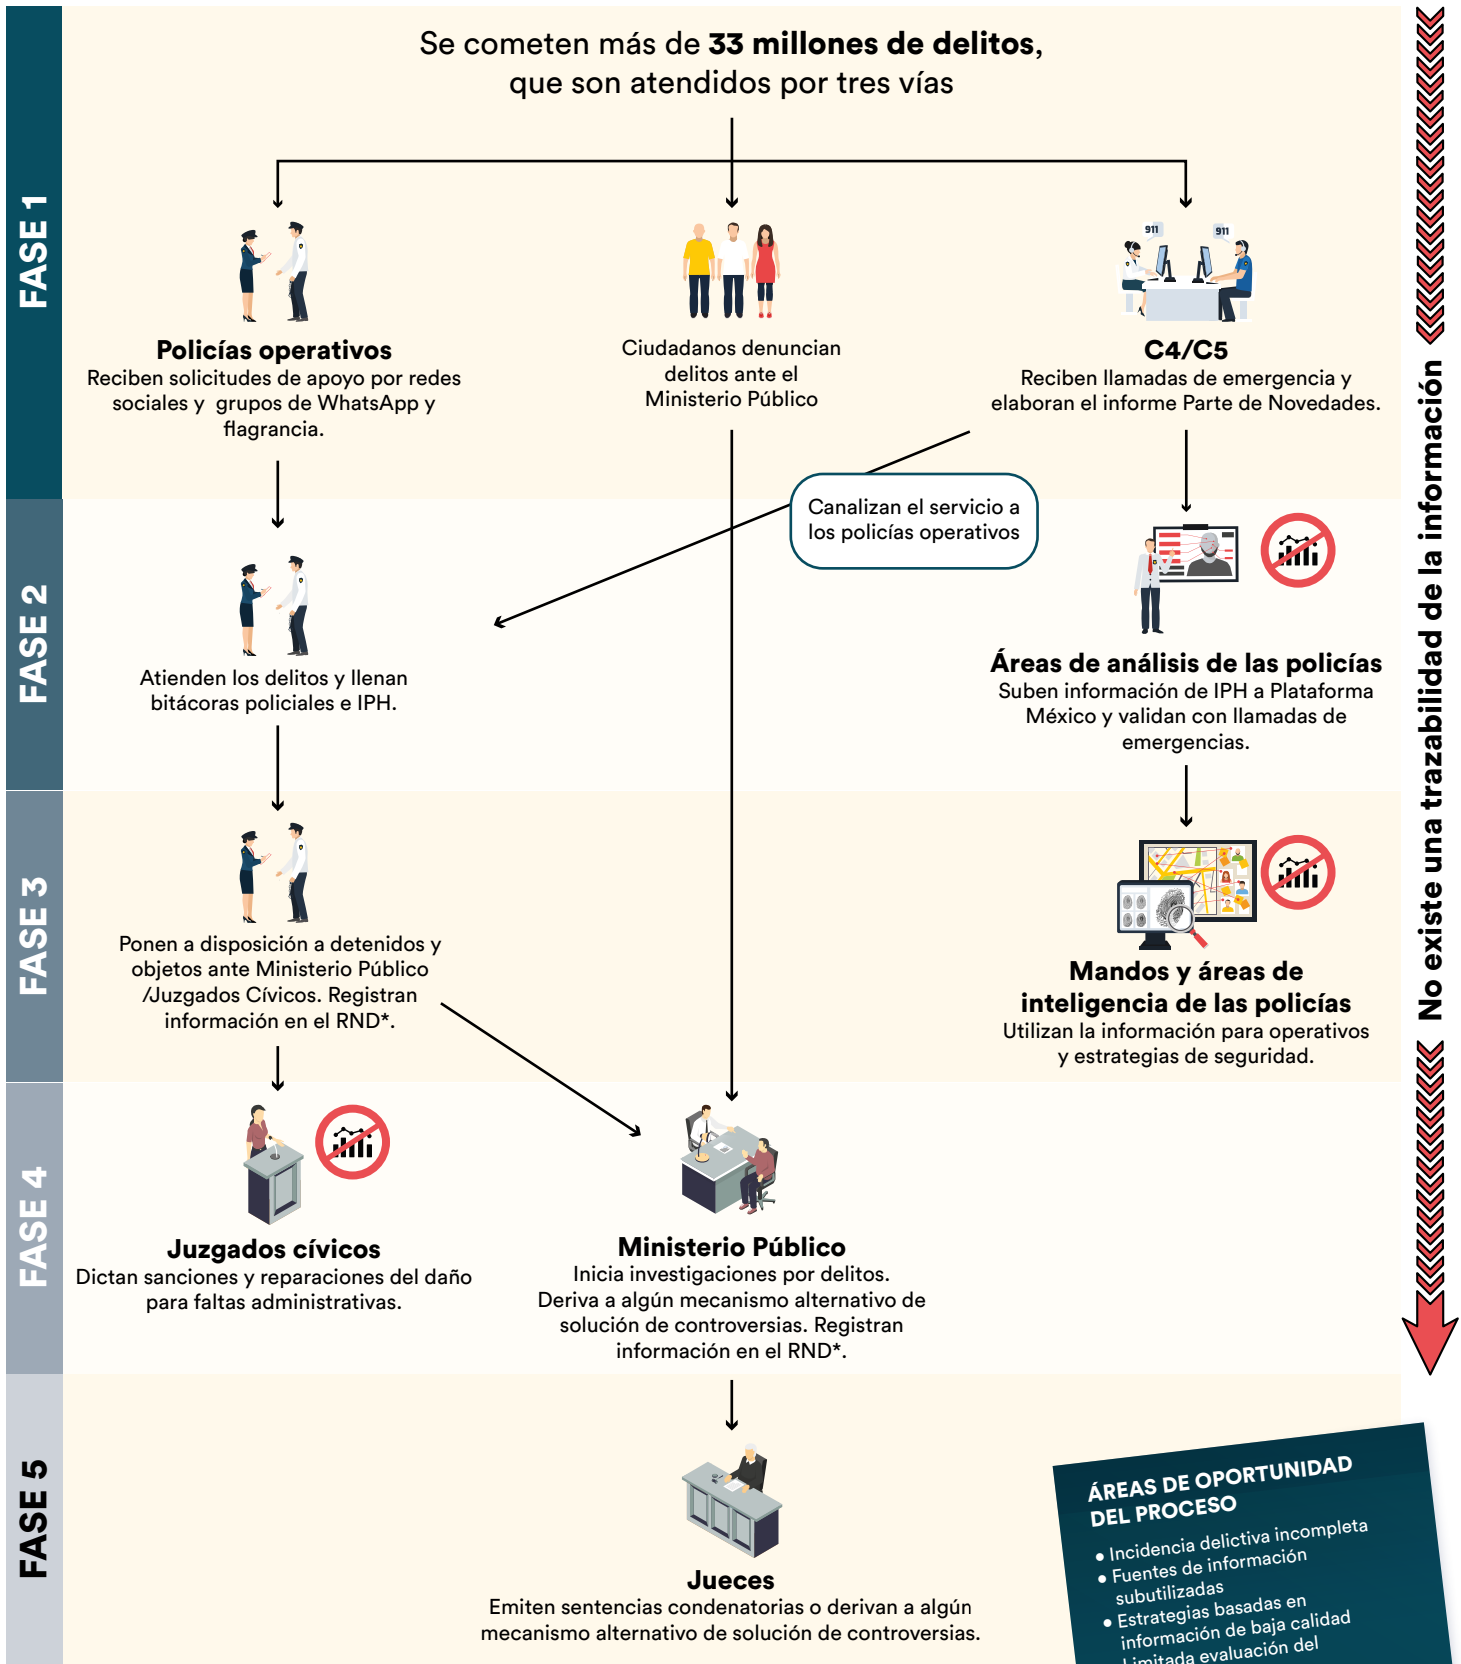 Se cometen más de 33 millones de delitos,
que son atendidos por tres vías
FASE 1
Policías operativos
Reciben solicitudes de apoyo por redes
sociales y grupos de WhatsApp y
flagrancia.
Ciudadanos denuncian
delitos ante el
Ministerio Público
911
911
C4/C5
Reciben llamadas de emergencia y
elaboran el informe Parte de Novedades.
Canalizan el servicio a
los policías operativos
FASE 2
Atienden los delitos y llenan
bitácoras policiales e IPH.
Áreas de análisis de las policías
Suben información de IPH a Plataforma
México y validan con llamadas de
emergencias.
FASE 3
Ponen a disposición a detenidos y
objetos ante Ministerio Público
/Juzgados Cívicos. Registran
información en el RND*.
Mandos y áreas de
inteligencia de las policías
Utilizan la información para operativos
y estrategias de seguridad.
FASE 4
Juzgados cívicos
Dictan sanciones y reparaciones del daño
para faltas administrativas.
Ministerio Público
Inicia investigaciones por delitos.
Deriva a algún mecanismo alternativo de
solución de controversias. Registran
información en el RND*.
FASE 5
Jueces
Emiten sentencias condenatorias o derivan a algún
mecanismo alternativo de solución de controversias.
No existe una trazabilidad de la información
ÁREAS DE OPORTUNIDAD
DEL PROCESO
• Incidencia delictiva incompleta
• Fuentes de información
subutilizadas
• Estrategias basadas en
información de baja calidad
Limitada evaluación del